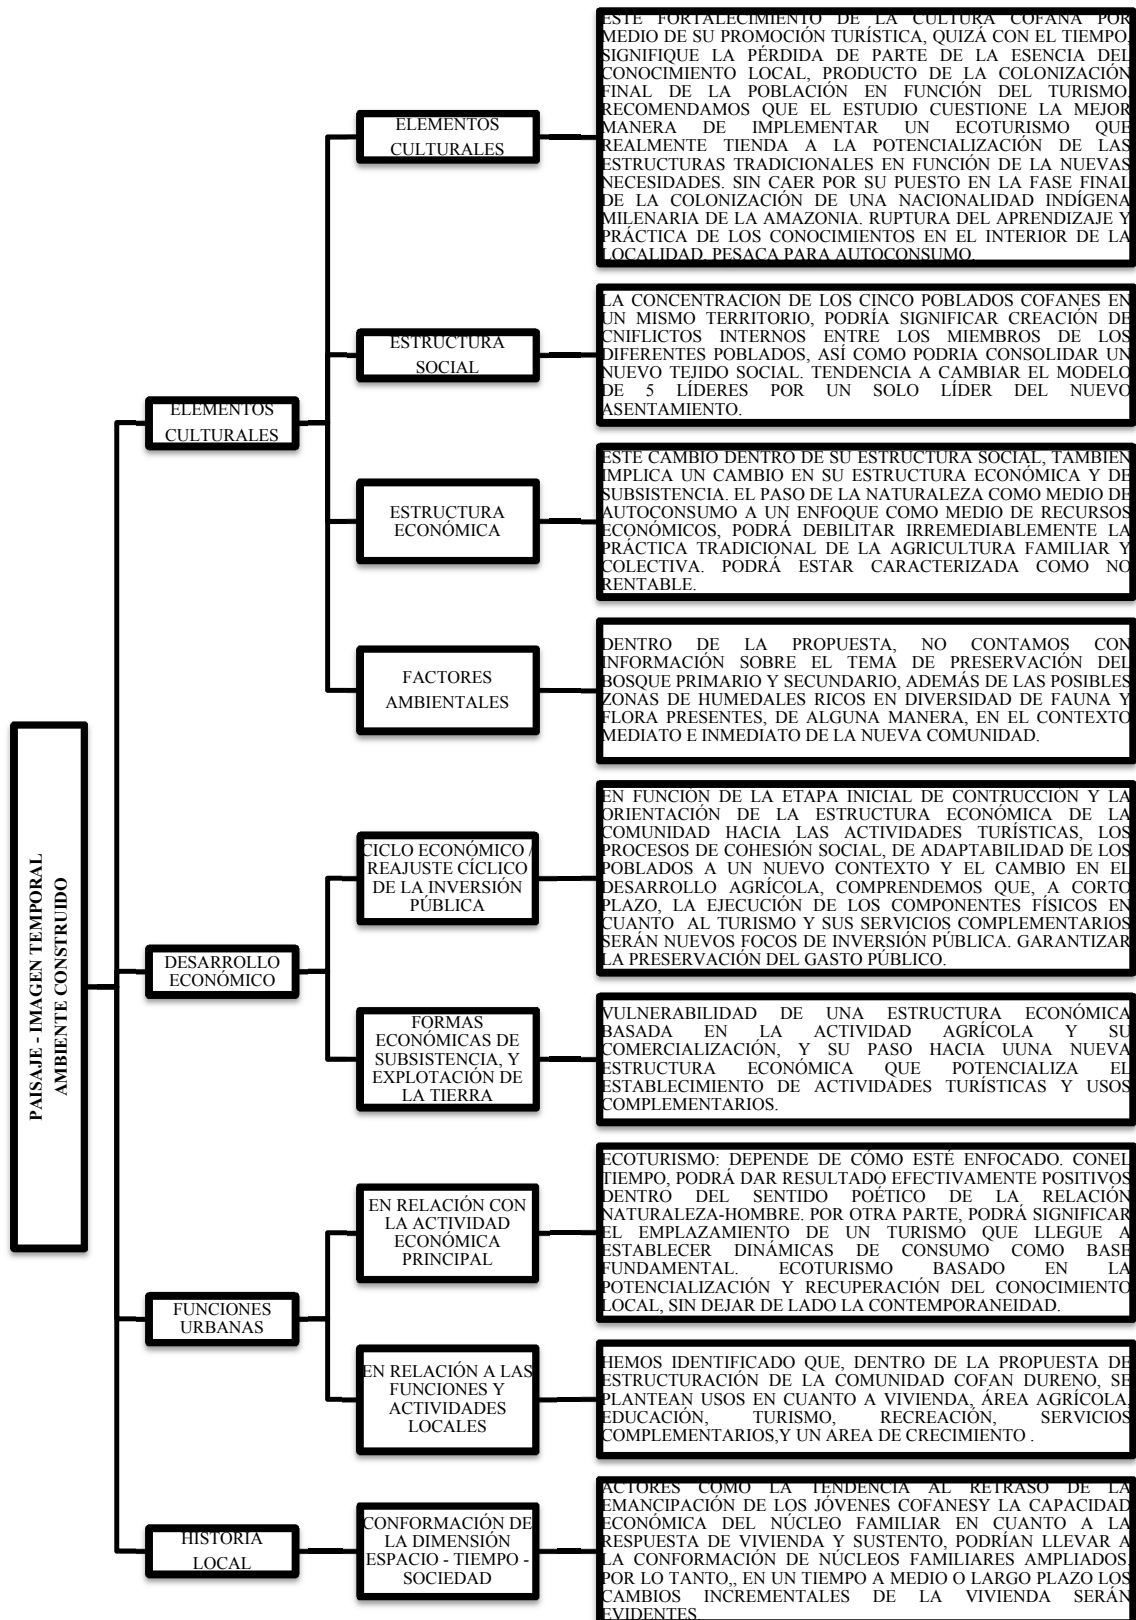 PAISAJE - IMAGEN TEMPORAL
AMBIENTE CONSTRUIDO
ELEMENTOS
CULTURALES
ELEMENTOS
CULTURALES
ESTE FORTALECIMIENTO DE LA CULTURA COFANA POR
MEDIO DE SU PROMOCIÓN TURÍSTICA, QUIZÁ CON EL TIEMPO,
SIGNIFIQUE LA PÉRDIDA DE PARTE DE LA ESENCIA DEL
CONOCIMIENTO LOCAL, PRODUCTO DE LA COLONIZACIÓN
FINAL DE LA POBLACIÓN EN FUNCIÓN DEL TURISMO.
RECOMENDAMOS QUE EL ESTUDIO CUESTIONE LA MEJOR
MANERA DE IMPLEMENTAR UN ECOTURISMO QUE
REALMENTE TIENDA A LA POTENCIALIZACIÓN DE LAS
ESTRUCTURAS TRADICIONALES EN FUNCIÓN DE LA NUEVAS
NECESIDADES. SIN CAER POR SU PUESTO EN LA FASE FINAL
DE LA COLONIZACIÓN DE UNA NACIONALIDAD INDÍGENA
MILENARIA DE LA AMAZONIA. RUPTURA DEL APRENDIZAJE Y
PRÁCTICA DE LOS CONOCIMIENTOS EN EL INTERIOR DE LA
LOCALIDAD. PESACA PARA AUTOCONSUMO.
ESTRUCTURA
SOCIAL
LA CONCENTRACION DE LOS CINCO POBLADOS COFANES EN
UN MISMO TERRITORIO, PODRÍA SIGNIFICAR CREACIÓN DE
CNIFLICTOS INTERNOS ENTRE LOS MIEMBROS DE LOS
DIFERENTES POBLADOS, ASÍ COMO PODRIA CONSOLIDAR UN
NUEVO TEJIDO SOCIAL. TENDENCIA A CAMBIAR EL MODELO
DE 5 LÍDERES POR UN SOLO LÍDER DEL NUEVO
ASENTAMIENTO.
ESTRUCTURA
ECONÓMICA
ESTE CAMBIO DENTRO DE SU ESTRUCTURA SOCIAL, TAMBIEN
IMPLICA UN CAMBIO EN SU ESTRUCTURA ECONÓMICA Y DE
SUBSISTENCIA. EL PASO DE LA NATURALEZA COMO MEDIO DE
AUTOCONSUMO A UN ENFOQUE COMO MEDIO DE RECURSOS
ECONÓMICOS, PODRÁ DEBILITAR IRREMEDIABLEMENTE LA
PRÁCTICA TRADICIONAL DE LA AGRICULTURA FAMILIAR Y
COLECTIVA. PODRÁ ESTAR CARACTERIZADA COMO NO
RENTABLE.
FACTORES
AMBIENTALES
DENTRO DE LA PROPUESTA, NO CONTAMOS CON
INFORMACIÓN SOBRE EL TEMA DE PRESERVACIÓN DEL
BOSQUE PRIMARIO Y SECUNDARIO, ADEMÁS DE LAS POSIBLES
ZONAS DE HUMEDALES RICOS EN DIVERSIDAD DE FAUNA Y
FLORA PRESENTES, DE ALGUNA MANERA, EN EL CONTEXTO
MEDIATO E INMEDIATO DE LA NUEVA COMUNIDAD.
DESARROLLO
ECONÓMICO
CICLO ECONÓMICO /
REAJUSTE CÍCLICO
DE LA INVERSIÓN
PÚBLICA
EN FUNCIÓN DE LA ETAPA INICIAL DE CONTRUCCIÓN Y LA
ORIENTACIÓN DE LA ESTRUCTURA ECONÓMICA DE LA
COMUNIDAD HACIA LAS ACTIVIDADES TURÍSTICAS, LOS
PROCESOS DE COHESIÓN SOCIAL, DE ADAPTABILIDAD DE LOS
POBLADOS A UN NUEVO CONTEXTO Y EL CAMBIO EN EL
DESARROLLO AGRÍCOLA, COMPRENDEMOS QUE, A CORTO
PLAZO, LA EJECUCIÓN DE LOS COMPONENTES FÍSICOS EN
CUANTO AL TURISMO Y SUS SERVICIOS COMPLEMENTARIOS
SERÁN NUEVOS FOCOS DE INVERSIÓN PÚBLICA. GARANTIZAR
LA PRESERVACIÓN DEL GASTO PÚBLICO.
FORMAS
ECONÓMICAS DE
SUBSISTENCIA, Y
EXPLOTACIÓN DE
LA TIERRA
VULNERABILIDAD DE UNA ESTRUCTURA ECONÓMICA
BASADA EN LA ACTIVIDAD AGRÍCOLA Y SU
COMERCIALIZACIÓN, Y SU PASO HACIA UUNA NUEVA
ESTRUCTURA ECONÓMICA QUE POTENCIALIZA EL
ESTABLECIMIENTO DE ACTIVIDADES TURÍSTICAS Y USOS
COMPLEMENTARIOS.
FUNCIONES
URBANAS
EN RELACIÓN CON
LA ACTIVIDAD
ECONÓMICA
PRINCIPAL
ECOTURISMO: DEPENDE DE CÓMO ESTÉ ENFOCADO. CONEL
TIEMPO, PODRÁ DAR RESULTADO EFECTIVAMENTE POSITIVOS
DENTRO DEL SENTIDO POÉTICO DE LA RELACIÓN
NATURALEZA-HOMBRE. POR OTRA PARTE, PODRÁ SIGNIFICAR
EL EMPLAZAMIENTO DE UN TURISMO QUE LLEGUE A
ESTABLECER DINÁMICAS DE CONSUMO COMO BASE
FUNDAMENTAL. ECOTURISMO BASADO EN LA
POTENCIALIZACIÓN Y RECUPERACIÓN DEL CONOCIMIENTO
LOCAL, SIN DEJAR DE LADO LA CONTEMPORANEIDAD.
EN RELACIÓN A LAS
FUNCIONES Y
ACTIVIDADES
LOCALES
HEMOS IDENTIFICADO QUE, DENTRO DE LA PROPUESTA DE
ESTRUCTURACIÓN DE LA COMUNIDAD COFAN DURENO, SE
PLANTEAN USOS EN CUANTO A VIVIENDA, ÁREA AGRÍCOLA,
EDUCACIÓN, TURISMO, RECREACIÓN, SERVICIOS
COMPLEMENTARIOS,Y UN AREA DE CRECIMIENTO .
HISTORIA
LOCAL
CONFORMACIÓN DE
LA DIMENSIÓN
ESPACIO - TIEMPO -
SOCIEDAD
ACTORES COMO LA TENDENCIA AL RETRASO DE LA
EMANCIPACIÓN DE LOS JÓVENES COFANESY LA CAPACIDAD
ECONÓMICA DEL NÚCLEO FAMILIAR EN CUANTO A LA
RESPUESTA DE VIVIENDA Y SUSTENTO, PODRÍAN LLEVAR A
LA CONFORMACIÓN DE NÚCLEOS FAMILIARES AMPLIADOS.
POR LO TANTO,, EN UN TIEMPO A MEDIO O LARGO PLAZO LOS
CAMBIOS INCREMENTALES DE LA VIVIENDA SERÁN
EVIDENTES.